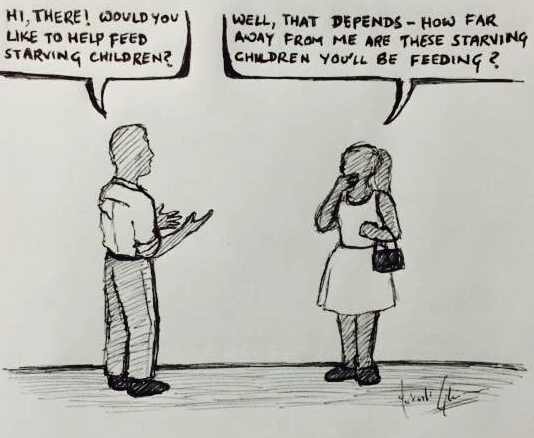 HI, THERE! WOULD YOU
LIKE TO HELP FEED
STARVING CHILDREN?
WELL, THAT DEPENDS – HOW FAR
AWAY FROM ME ARE THESE STARVING
CHILDREN YOU'LL BE FEEDING?